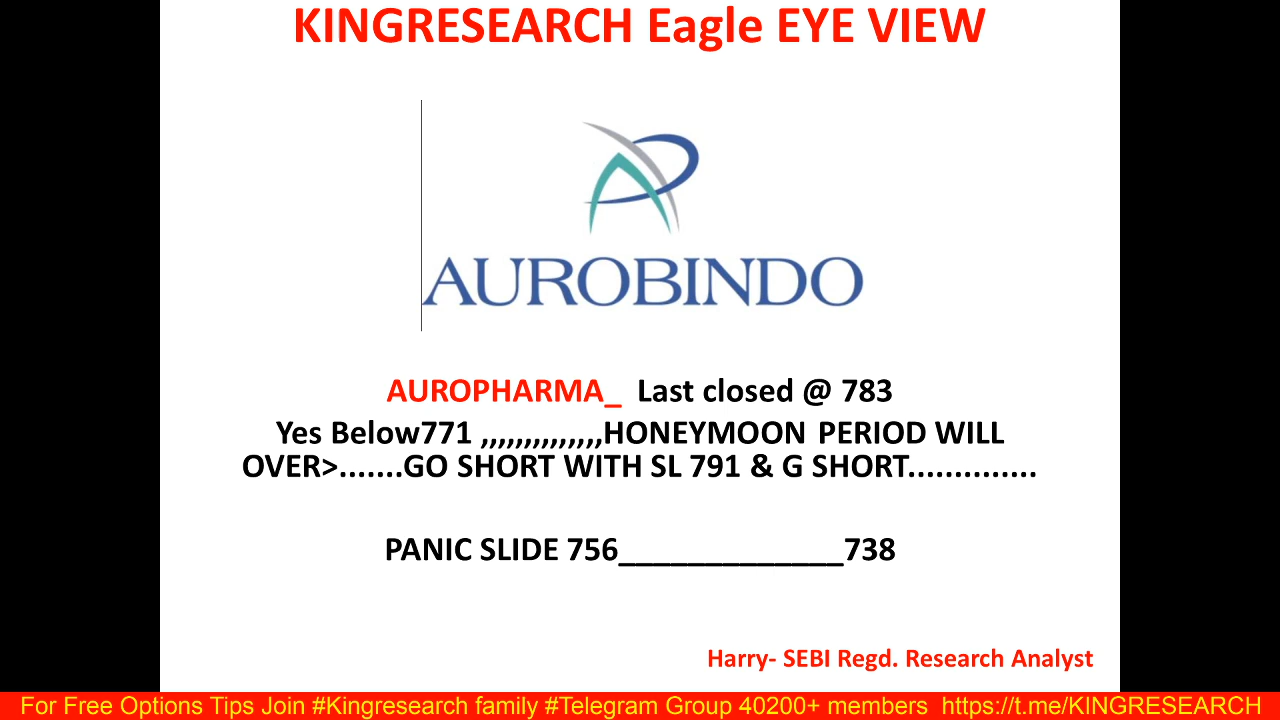 KINGRESEARCH Eagle EYE VIEW
AUROBINDO
AUROPHARMA_ Last closed @ 783
Yes Below771 ,,,,,,,,,,,,,,HONEYMOON PERIOD WILL
OVER>.......GO SHORT WITH SL 791 & G SHORT..............
PANIC SLIDE 756_____________738
Harry- SEBI Regd. Research Analyst
For Free Options Tips Join #Kingresearch family #Telegram Group 40200+ members https://t.me/KINGRESEARCH